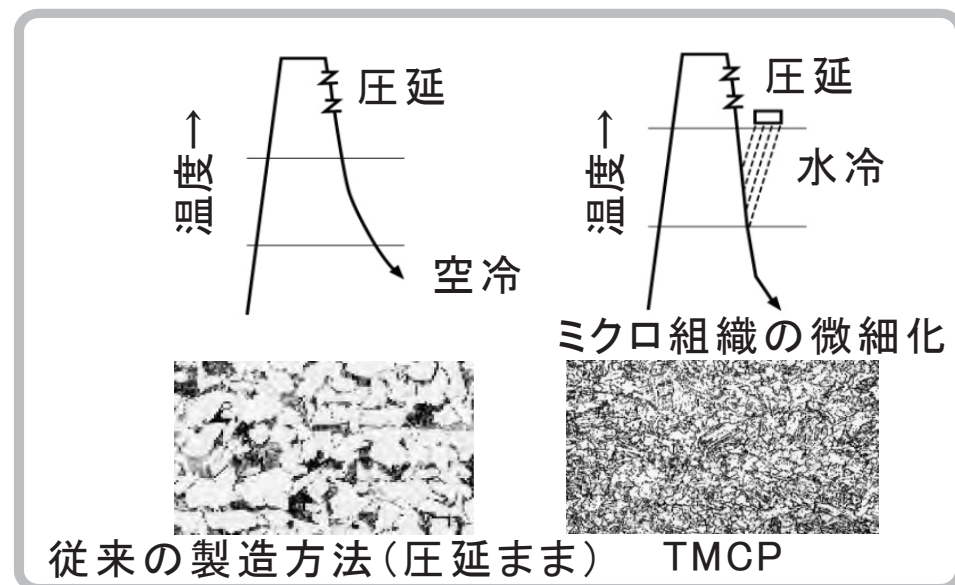 圧延
温度→
空冷
圧延
温度→
水冷
ミクロ組織の微細化
従来の製造方法(圧延まま)
TMCP